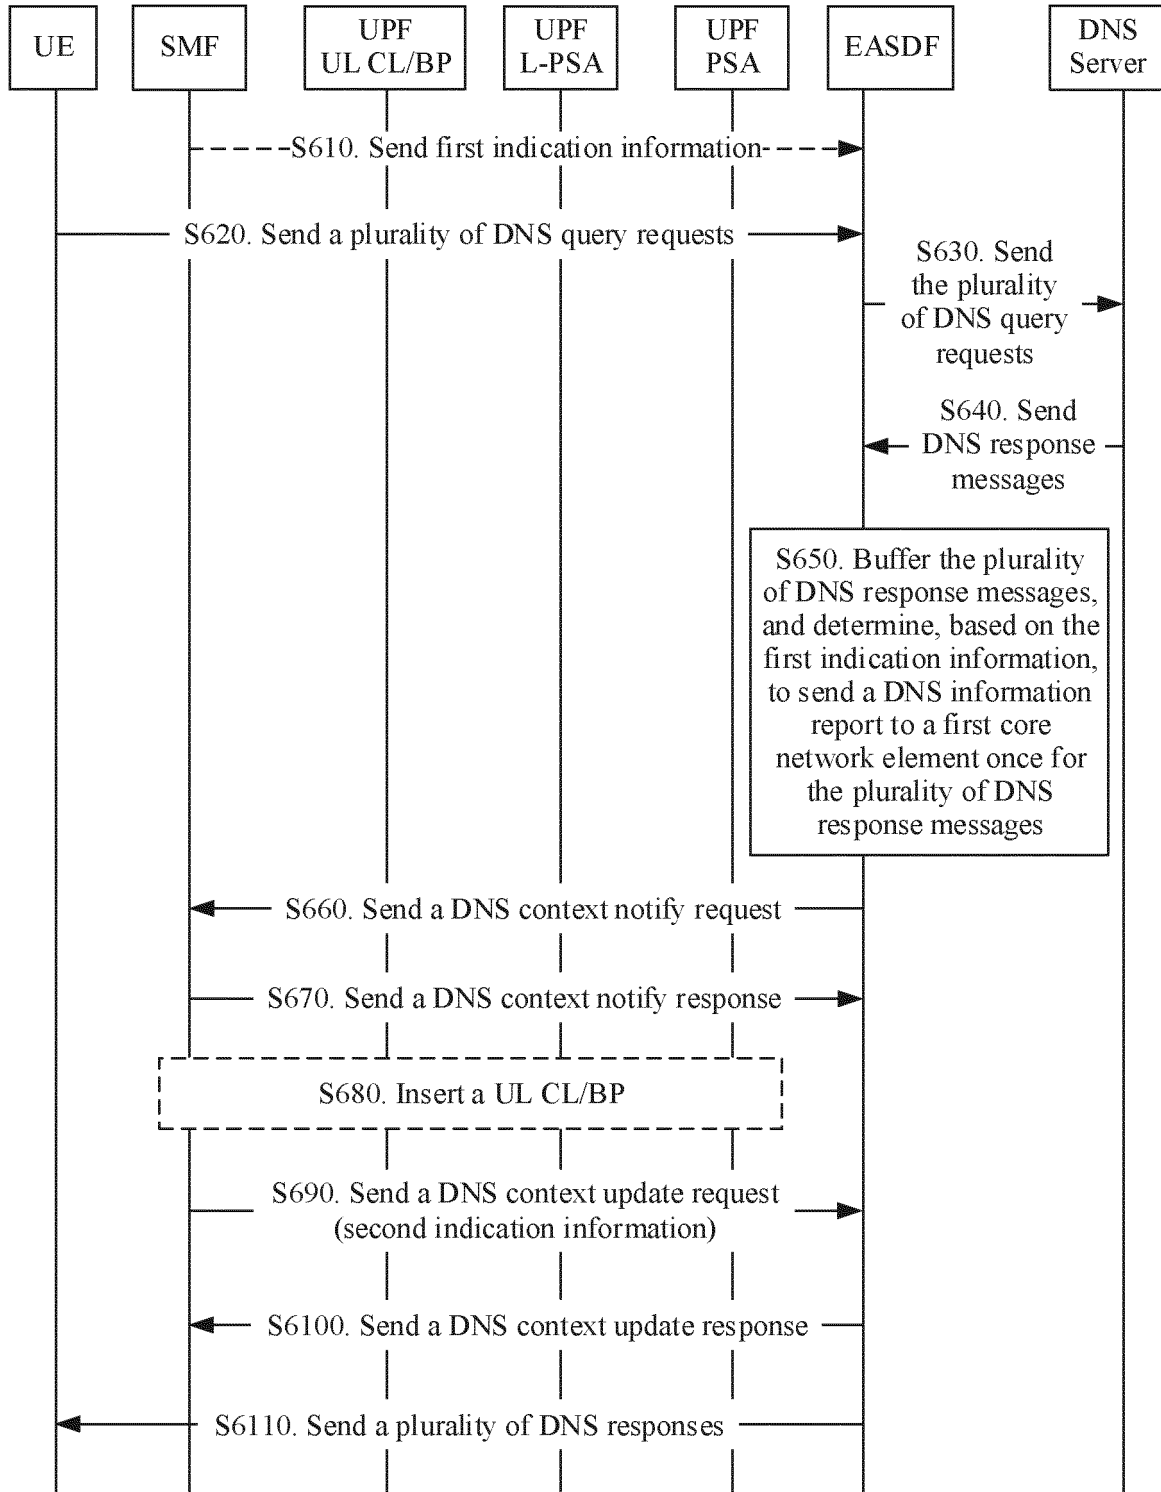 UE
SMF
UPF
UL CL/BP
UPF
L-PSA
UPF
PSA
EASDF
DNS
Server
S610. Send first indication information
S620. Send a plurality of DNS query requests
S630. Send
the plurality
of DNS query
requests
S640. Send
DNS response
messages
S650. Buffer the plurality
of DNS response messages,
and determine, based on the
first indication information,
to send a DNS information
report to a first core
network element once for
the plurality of DNS
response messages
S660. Send a DNS context notify request
S670. Send a DNS context notify response
S680. Insert a UL CL/BP
S690. Send a DNS context update request
(second indication information)
S6100. Send a DNS context update response
S6110. Send a plurality of DNS responses